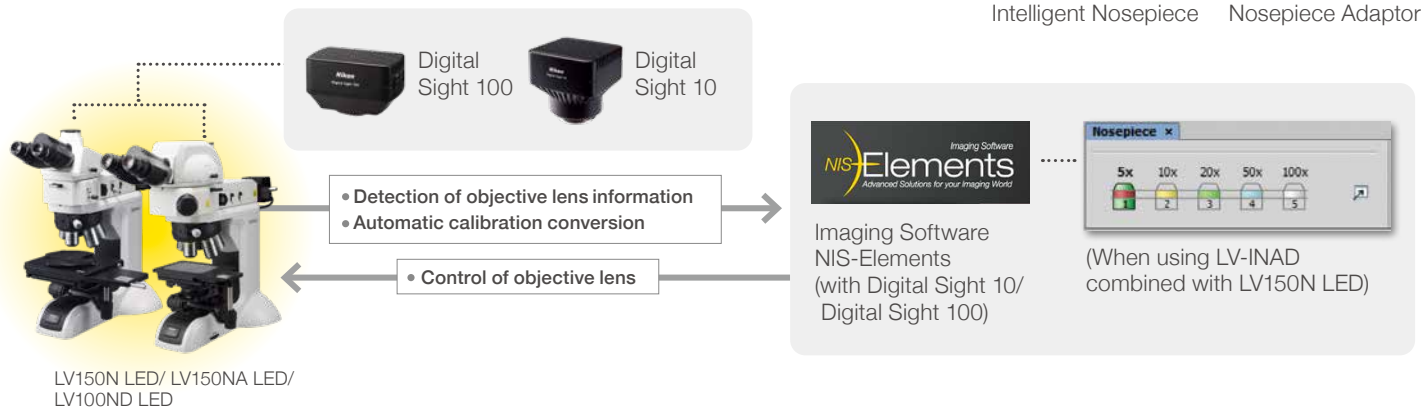 Intelligent Nosepiece Nosepiece Adaptor
Nikon
Digital
Sight 100
Nikon
Digital
Sight 10
• Detection of objective lens information
• Automatic calibration conversion
• Control of objective lens
Imaging Software
NIS-Elements
Advanced Solutions for your Imaging World
Imaging Software
NIS-Elements
(with Digital Sight 10/
Digital Sight 100)
Nosepiece ×
5x 10x 20x 50x 100x
1 2 3 4 5
(When using LV-INAD
combined with LV150N LED)
LV150N LED/ LV150NA LED/
LV100ND LED